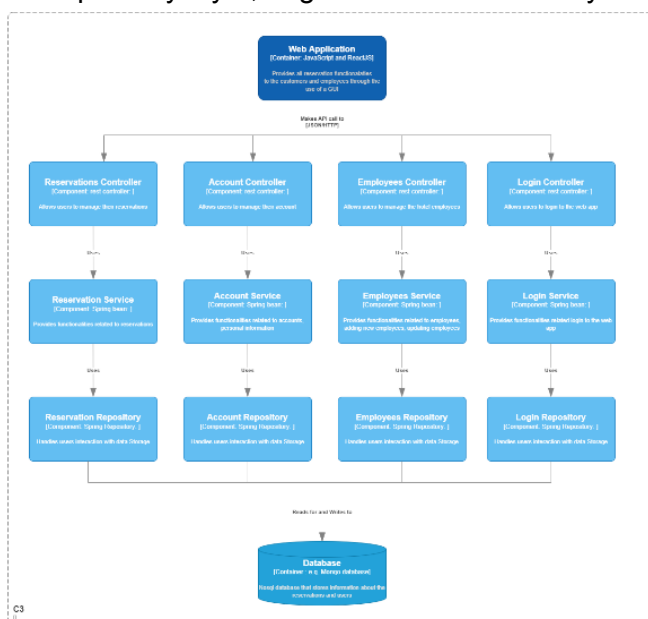 Web Application
[Container: JavaScript and ReactJS]
Provides all reservation functionalities
to the customers and employees through the
use of a GUI
Makes API call to
[JSON/HTTP]
Reservations Controller
[Component: rest controller: ]
Allows users to manage their reservations
Account Controller
[Component: rest controller: ]
Allows users to manage their account
Employees Controller
[Component: rest controller: ]
Allows users to manage the hotel employees
Login Controller
[Component: rest controller: ]
Allows users to login to the web app
Uses
Uses
Uses
Uses
Reservation Service
[Component: Spring bean: ]
Provides functionalities related to reservations
Account Service
[Component: Spring bean: ]
Provides functionalities related to accounts,
personal information
Employees Service
[Component: Spring bean: ]
Provides functionalities related to employees,
adding new employees, updating employees
Login Service
[Component: Spring bean: ]
Provides functionalities related login to the web
app
Uses
Uses
Uses
Uses
Reservation Repository
[Component: Spring Repository: ]
Handles users interaction with data Storage
Account Repository
[Component: Spring Repository: ]
Handles users interaction with data Storage
Employees Repository
[Component: Spring Repository: ]
Handles users interaction with data Storage
Login Repository
[Component: Spring Repository: ]
Handles users interaction with data Storage
Reads for and Writes to
Database
[Container : e.g. Mongo database]
Nosql database that stores information about the
reservations and users
C3